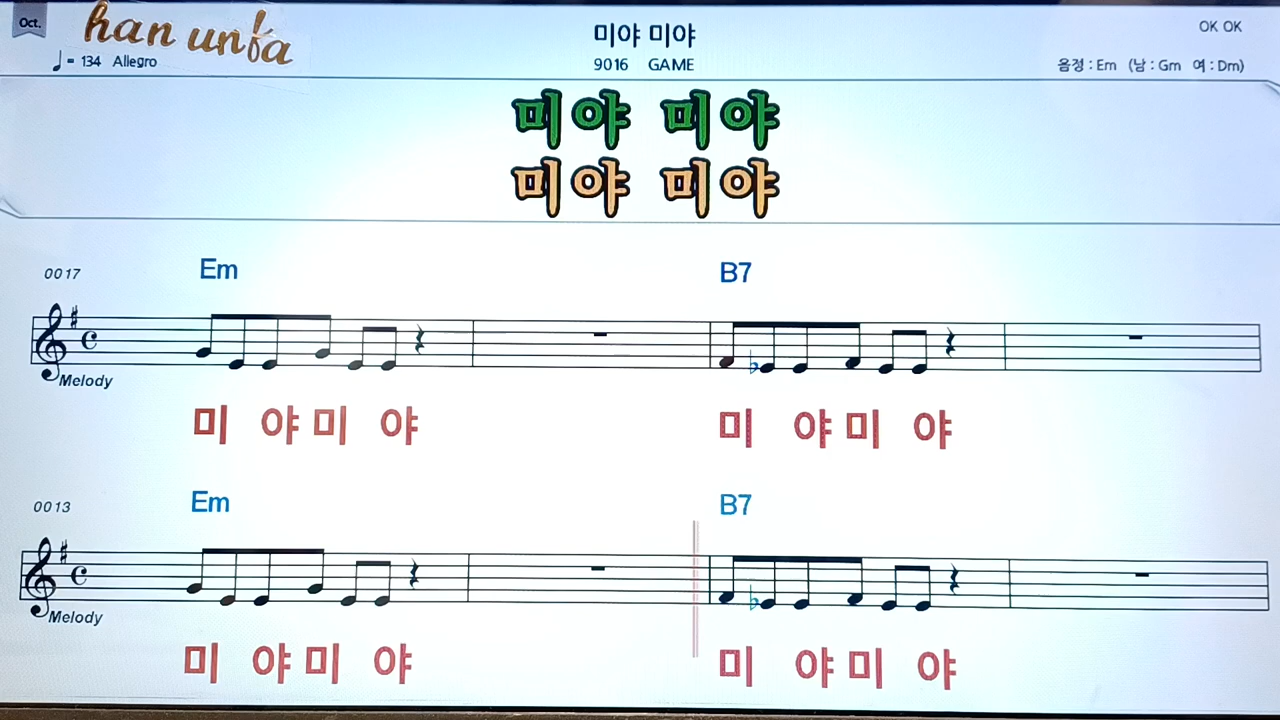 Oct.
han unfa
미야 미야
OK OK
♩= 134 Allegro
9016 GAME
음정 : Em (남 : Gm 여 : Dm)
미야 미야
미야 미야
0017
Em
B7
Melody
미 야 미 야 미 야 미 야
0013
Em
B7
Melody
미 야 미 야 미 야 미 야